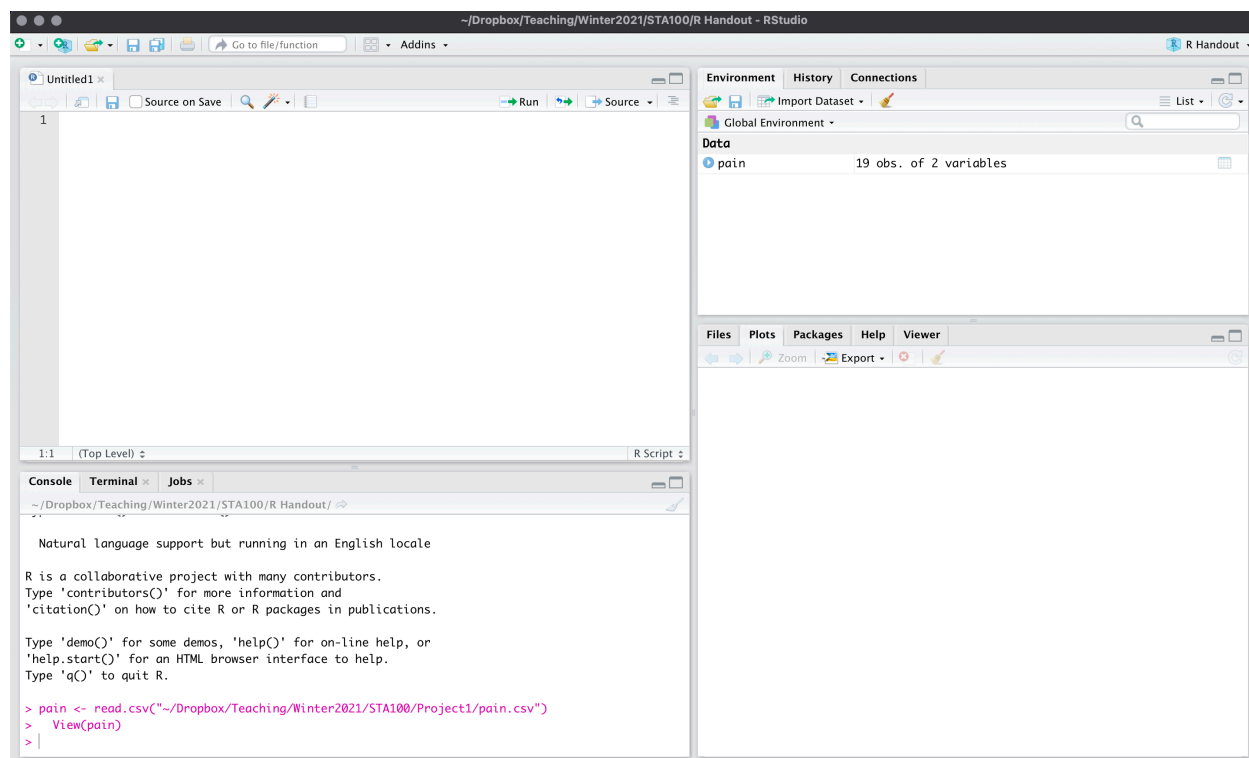 ~/Dropbox/Teaching/Winter2021/STA100/R Handout - RStudio
Go to file/function Addins R Handout
Untitled1
Source on Save Run Source
1
1:1 (Top Level) R Script
Console Terminal Jobs
~/Dropbox/Teaching/Winter2021/STA100/R Handout/
Natural language support but running in an English locale
R is a collaborative project with many contributors.
Type 'contributors()' for more information and
'citation()' on how to cite R or R packages in publications.
Type 'demo()' for some demos, 'help()' for on-line help, or
'help.start()' for an HTML browser interface to help.
Type 'q()' to quit R.
> pain <- read.csv("~/Dropbox/Teaching/Winter2021/STA100/Project1/pain.csv")
>   View(pain)
>
Environment History Connections
Import Dataset List
Global Environment
Data
pain 19 obs. of 2 variables
Files Plots Packages Help Viewer
Zoom Export